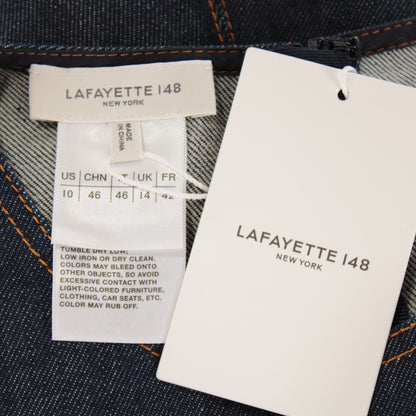 LAFAYETTE 148
NEW YORK
MADE
IN CHINA
US CHN IT UK FR
10 46 46 14 42
TUMBLE DRY LOW,
LOW IRON OR DRY CLEAN.
COLORS MAY BLEED ONTO
OTHER OBJECTS, SO AVOID
EXCESSIVE CONTACT WITH
LIGHT-COLORED FURNITURE,
CLOTHING, CAR SEATS, ETC.
COLOR MAY RUB OFF.
LAFAYETTE 148
NEW YORK